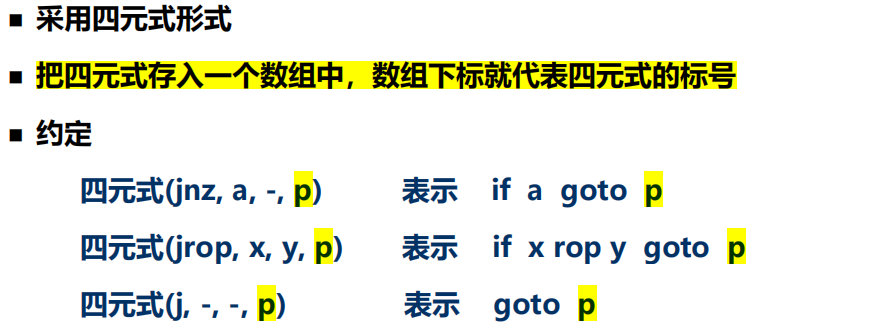 ▪ 采用四元式形式
▪ 把四元式存入一个数组中，数组下标就代表四元式的标号
▪ 约定
四元式(jnz, a, -, p) 表示 if a goto p
四元式(jrop, x, y, p) 表示 if x rop y goto p
四元式(j, -, -, p) 表示 goto p